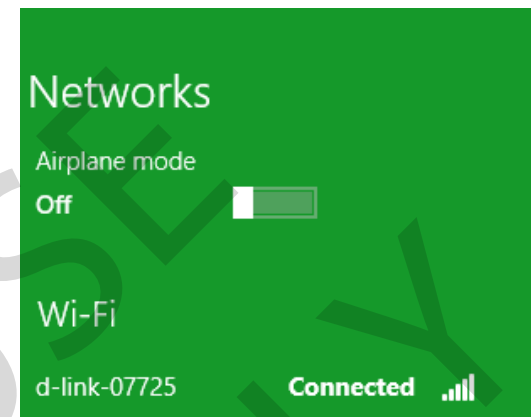 Networks
Airplane mode
Off
Wi-Fi
d-link-07725 Connected